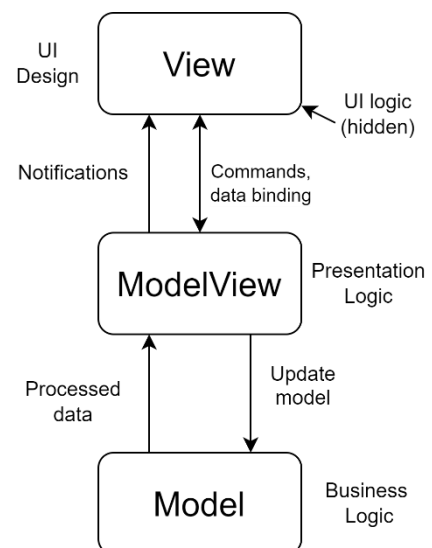 UI
Design
View
UI logic
(hidden)
Notifications
Commands,
data binding
ModelView
Presentation
Logic
Processed
data
Update
model
Model
Business
Logic